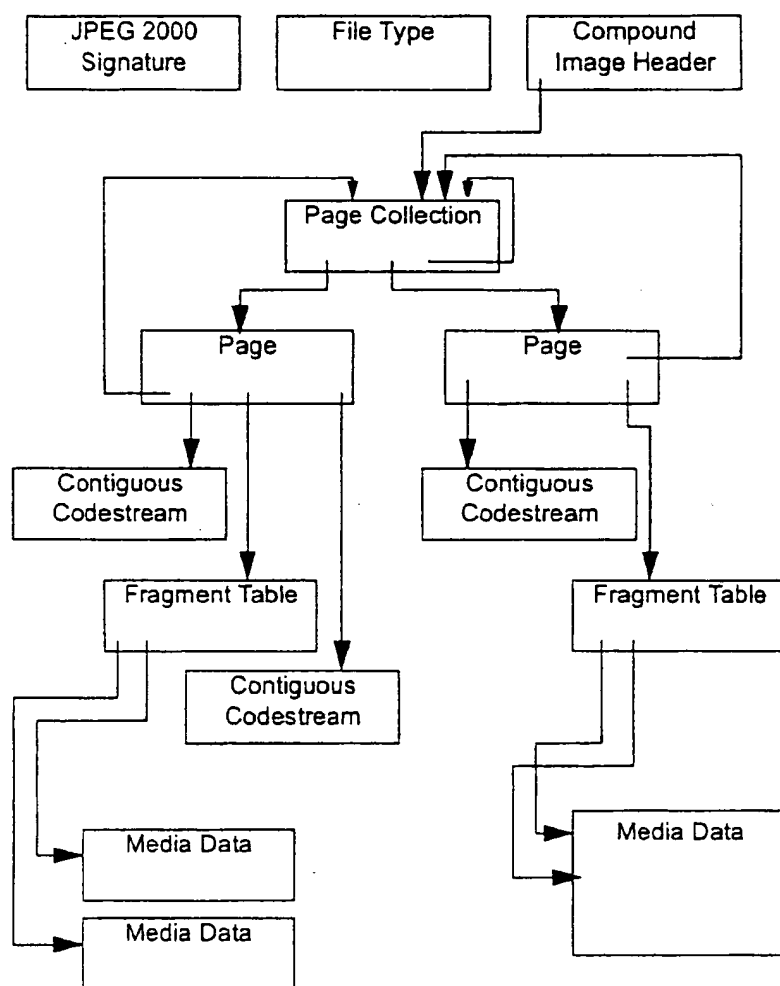 JPEG 2000
Signature
File Type
Compound
Image Header
Page Collection
Page
Page
Contiguous
Codestream
Contiguous
Codestream
Fragment Table
Fragment Table
Contiguous
Codestream
Media Data
Media Data
Media Data